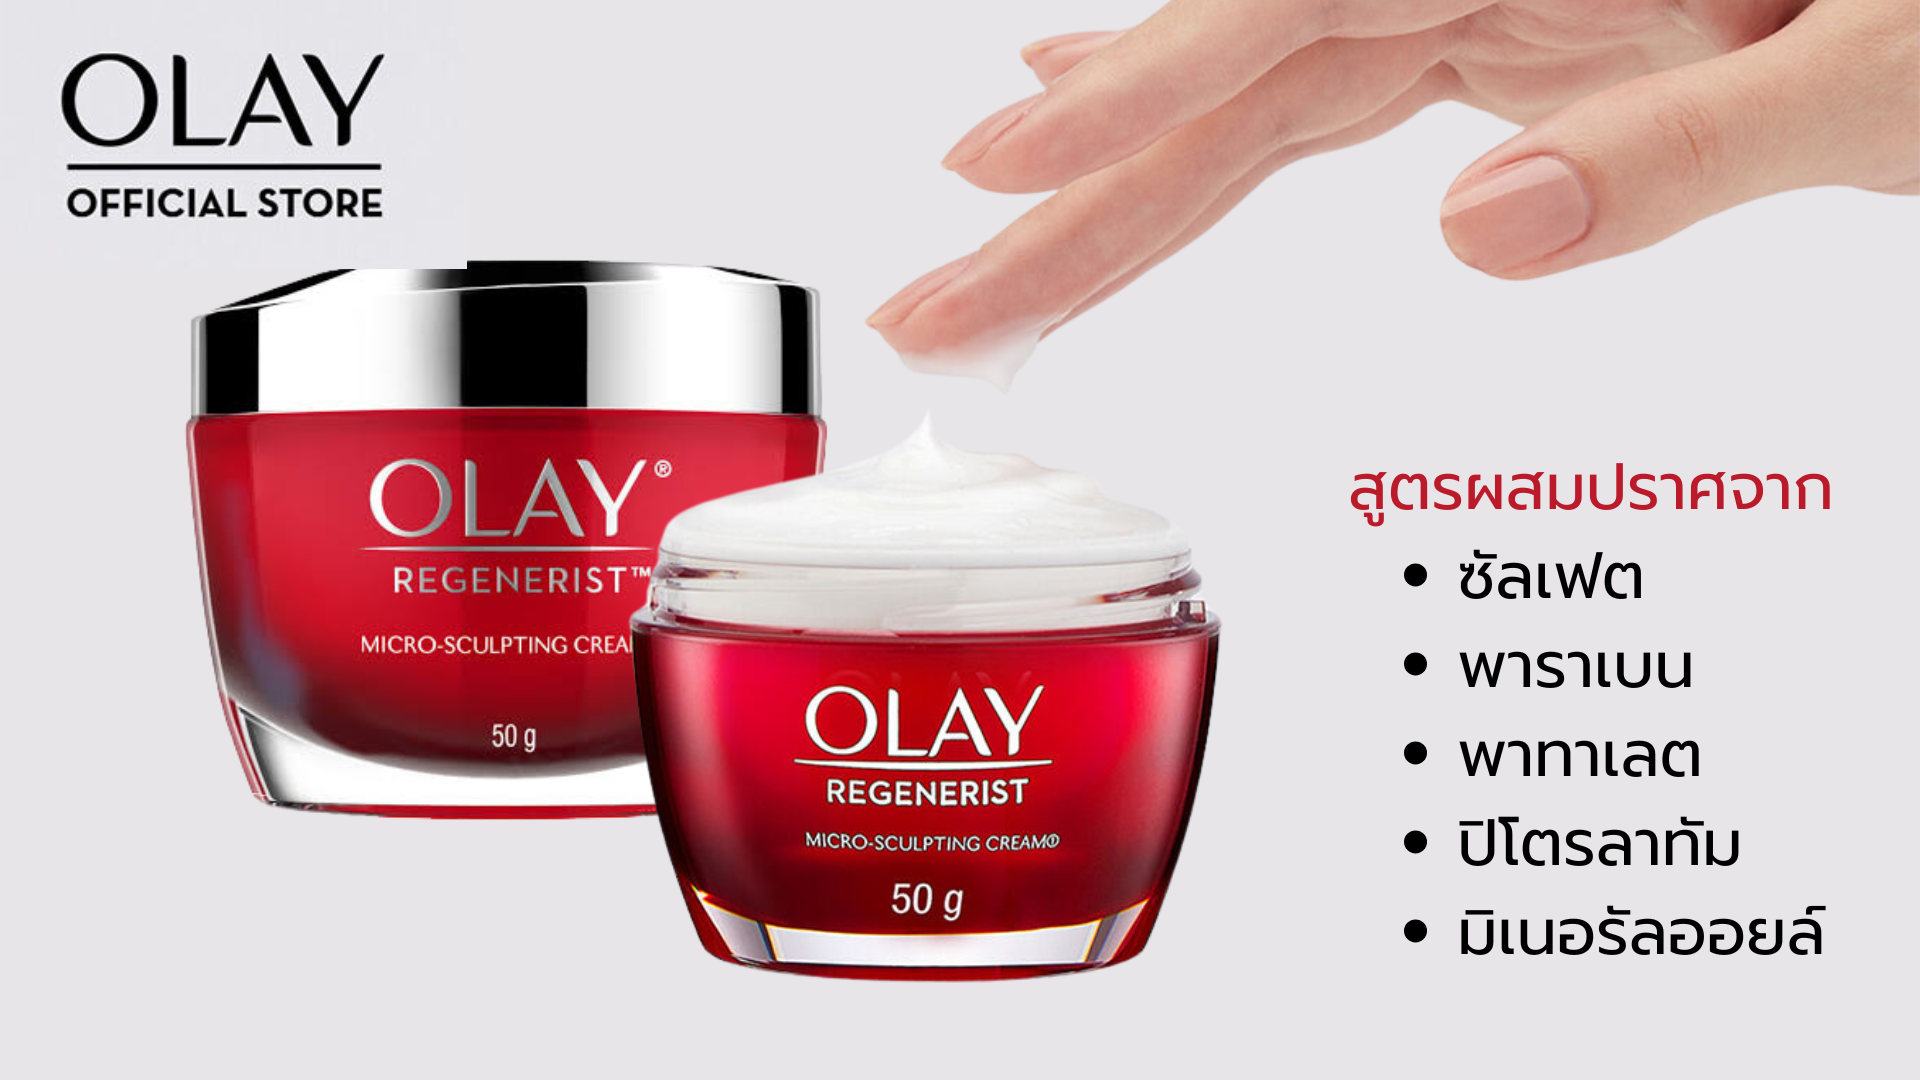 OLAY
OFFICIAL STORE
OLAY®
REGENERIST™
MICRO-SCULPTING CREA
50 g
OLAY
REGENERIST
MICRO-SCULPTING CREAM
50 g
สูตรผสมปราศจาก
• ซัลเฟต
• พาราเบน
• พาทาเลต
• ปิโตรลาทัม
• มิเนอรัลออยล์